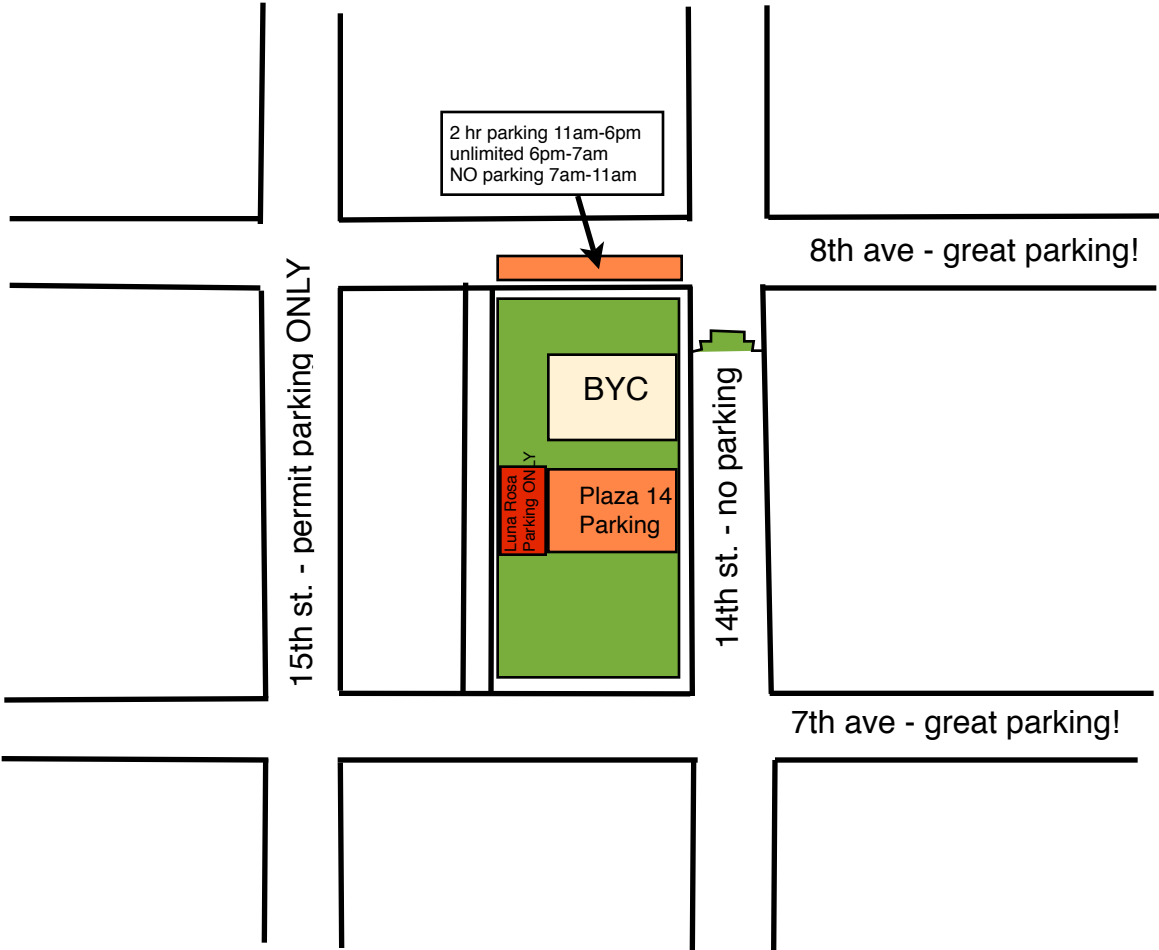 2 hr parking 11am-6pm
unlimited 6pm-7am
NO parking 7am-11am
8th ave - great parking!
15th st. - permit parking ONLY
BYC
14th st. - no parking
Luna Rosa
Parking ONLY
Plaza 14
Parking
7th ave - great parking!